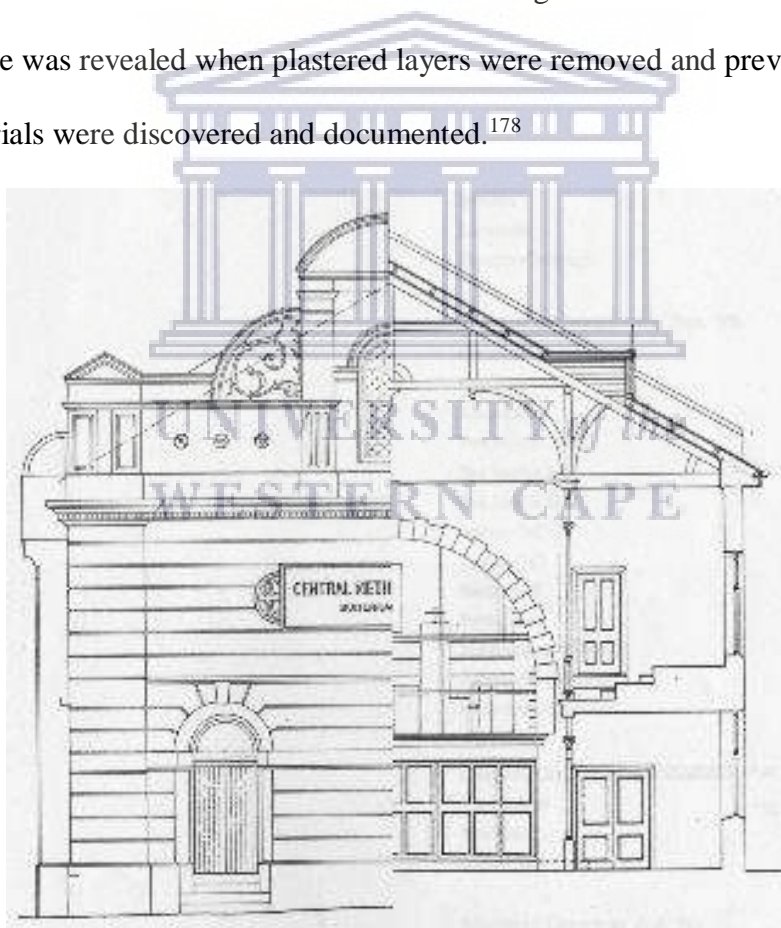 e was revealed when plastered layers were removed and prev
ials were discovered and documented.178
UNIVERSITY of the
WESTERN CAPE
CENTRAL METH